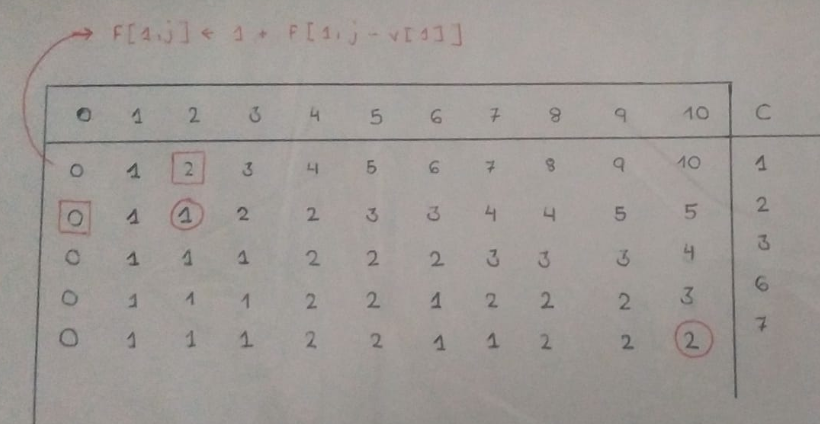 F[1,j] ← 1 + F[1, j - v[1]]
0 1 2 3 4 5 6 7 8 9 10 C
0 1 2 3 4 5 6 7 8 9 10 1
0 1 1 2 2 3 3 4 4 5 5 2
0 1 1 1 2 2 2 3 3 3 4 3
0 1 1 1 2 2 1 2 2 2 3 6
0 1 1 1 2 2 1 1 2 2 2 7